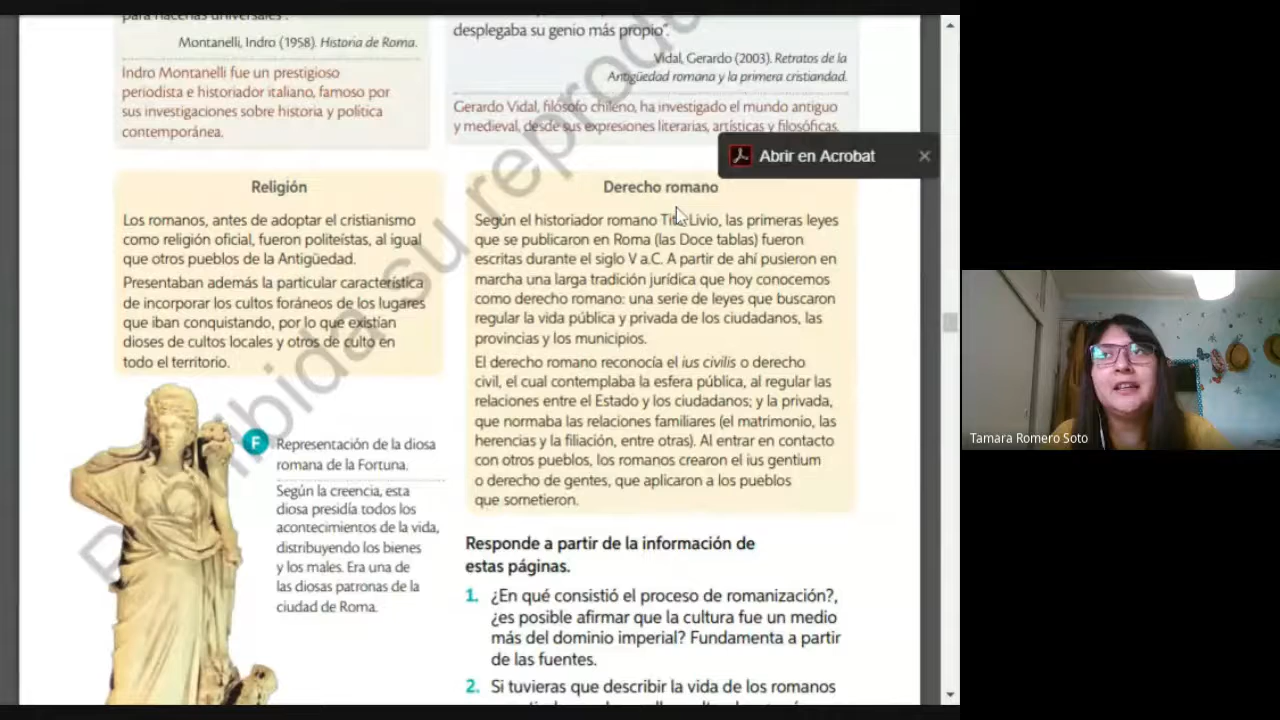 para hacerlas universales".
Montanelli, Indro (1958). Historia de Roma.
Indro Montanelli fue un prestigioso
periodista e historiador italiano, famoso por
sus investigaciones sobre historia y política
contemporánea.
desplegaba su genio más propio".
Vidal, Gerardo (2003). Retratos de la
Antigüedad romana y la primera cristiandad.
Gerardo Vidal, filósofo chileno, ha investigado el mundo antiguo
y medieval, desde sus expresiones literarias, artísticas y filosóficas.
Abrir en Acrobat
Religión
Los romanos, antes de adoptar el cristianismo
como religión oficial, fueron politeístas, al igual
que otros pueblos de la Antigüedad.
Presentaban además la particular característica
de incorporar los cultos foráneos de los lugares
que iban conquistando, por lo que existían
dioses de cultos locales y otros de culto en
todo el territorio.
F
Representación de la diosa
romana de la Fortuna.
Según la creencia, esta
diosa presidía todos los
acontecimientos de la vida,
distribuyendo los bienes
y los males. Era una de
las diosas patronas de la
ciudad de Roma.
Derecho romano
Según el historiador romano Tito Livio, las primeras leyes
que se publicaron en Roma (las Doce tablas) fueron
escritas durante el siglo V a.C. A partir de ahí pusieron en
marcha una larga tradición jurídica que hoy conocemos
como derecho romano: una serie de leyes que buscaron
regular la vida pública y privada de los ciudadanos, las
provincias y los municipios.
El derecho romano reconocía el ius civilis o derecho
civil, el cual contemplaba la esfera pública, al regular las
relaciones entre el Estado y los ciudadanos; y la privada,
que normaba las relaciones familiares (el matrimonio, las
herencias y la filiación, entre otras). Al entrar en contacto
con otros pueblos, los romanos crearon el ius gentium
o derecho de gentes, que aplicaron a los pueblos
que sometieron.
Responde a partir de la información de
estas páginas.
1. ¿En qué consistió el proceso de romanización?,
¿es posible afirmar que la cultura fue un medio
más del dominio imperial? Fundamenta a partir
de las fuentes.
2. Si tuvieras que describir la vida de los romanos
Prohibida su reprod
Tamara Romero Soto